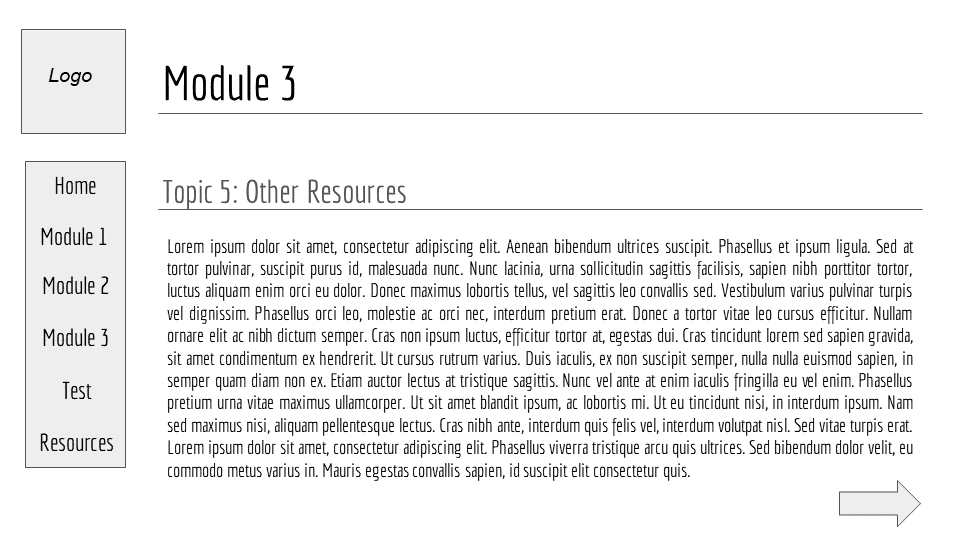 Logo
Module 3
Home
Module 1
Module 2
Module 3
Test
Resources
Topic 5: Other Resources
Lorem ipsum dolor sit amet, consectetur adipiscing elit. Aenean bibendum ultrices suscipit. Phasellus et ipsum ligula. Sed at
tortor pulvinar, suscipit purus id, malesuada nunc. Nunc lacinia, urna sollicitudin sagittis facilisis, sapien nibh porttitor tortor,
luctus aliquam enim orci eu dolor. Donec maximus lobortis tellus, vel sagittis leo convallis sed. Vestibulum varius pulvinar turpis
vel dignissim. Phasellus orci leo, molestie ac orci nec, interdum pretium erat. Donec a tortor vitae leo cursus efficitur. Nullam
ornare elit ac nibh dictum semper. Cras non ipsum luctus, efficitur tortor at, egestas dui. Cras tincidunt lorem sed sapien gravida,
sit amet condimentum ex hendrerit. Ut cursus rutrum varius. Duis iaculis, ex non suscipit semper, nulla nulla euismod sapien, in
semper quam diam non ex. Etiam auctor lectus at tristique sagittis. Nunc vel ante at enim iaculis fringilla eu vel enim. Phasellus
pretium urna vitae maximus ullamcorper. Ut sit amet blandit ipsum, ac lobortis mi. Ut eu tincidunt nisi, in interdum ipsum. Nam
sed maximus nisi, aliquam pellentesque lectus. Cras nibh ante, interdum quis felis vel, interdum volutpat nisl. Sed vitae turpis erat.
Lorem ipsum dolor sit amet, consectetur adipiscing elit. Phasellus viverra tristique arcu quis ultrices. Sed bibendum dolor velit, eu
commodo metus varius in. Mauris egestas convallis sapien, id suscipit elit consectetur quis.